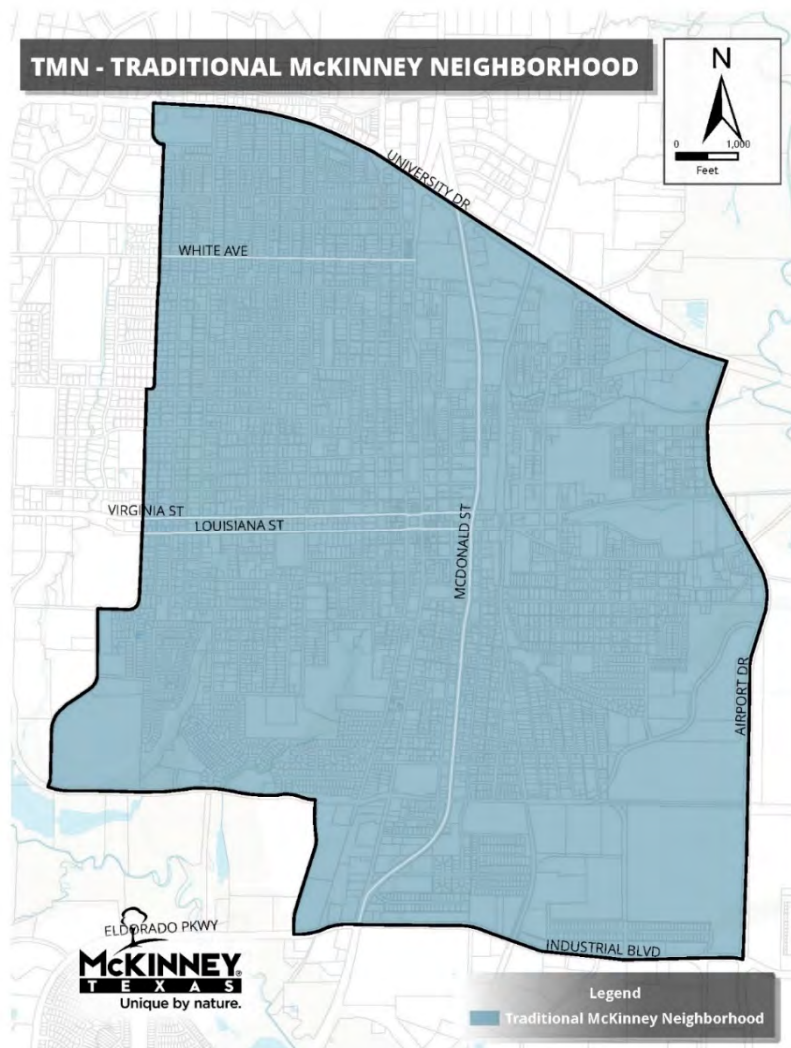 TMN - TRADITIONAL McKINNEY NEIGHBORHOOD
N
0 1,000
Feet
UNIVERSITY DR
WHITE AVE
VIRGINIA ST
LOUISIANA ST
MCDONALD ST
AIRPORT DR
ELDORADO PKWY
INDUSTRIAL BLVD
McKINNEY®
TEXAS
Unique by nature.
Legend
Traditional McKinney Neighborhood